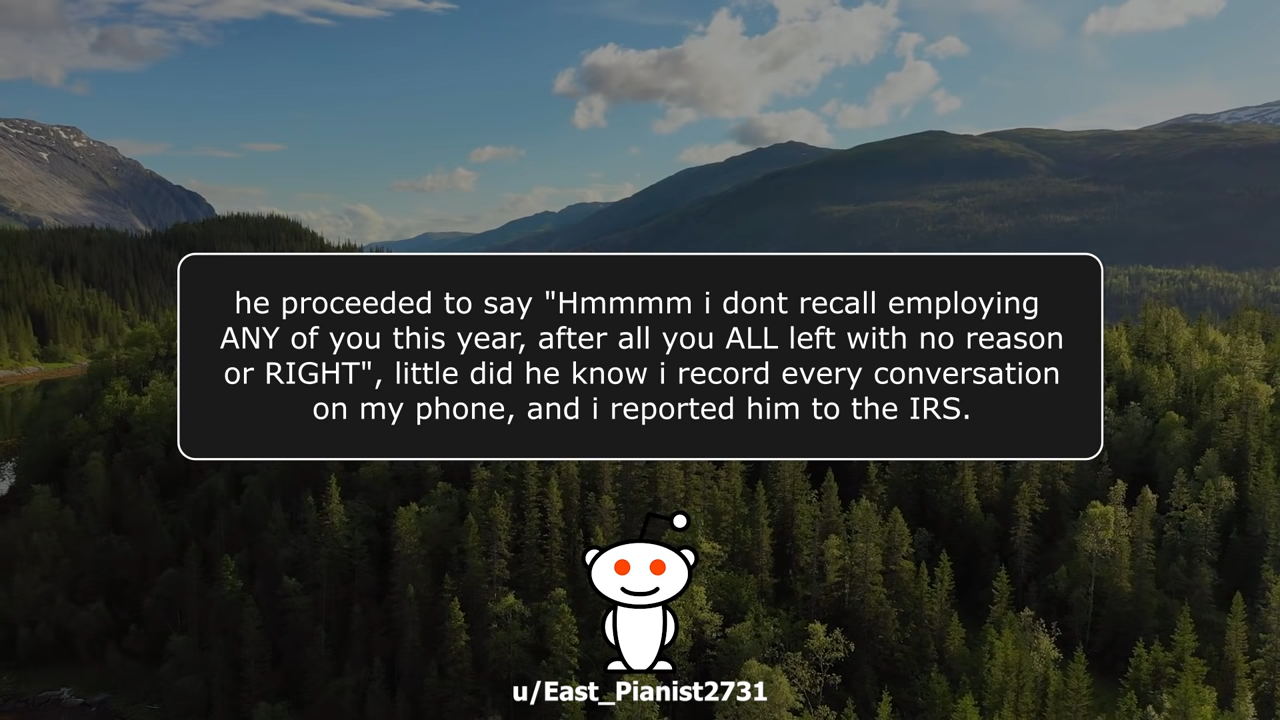 he proceeded to say "Hmmmm i dont recall employing
ANY of you this year, after all you ALL left with no reason
or RIGHT", little did he know i record every conversation
on my phone, and i reported him to the IRS.
u/East_Pianist2731